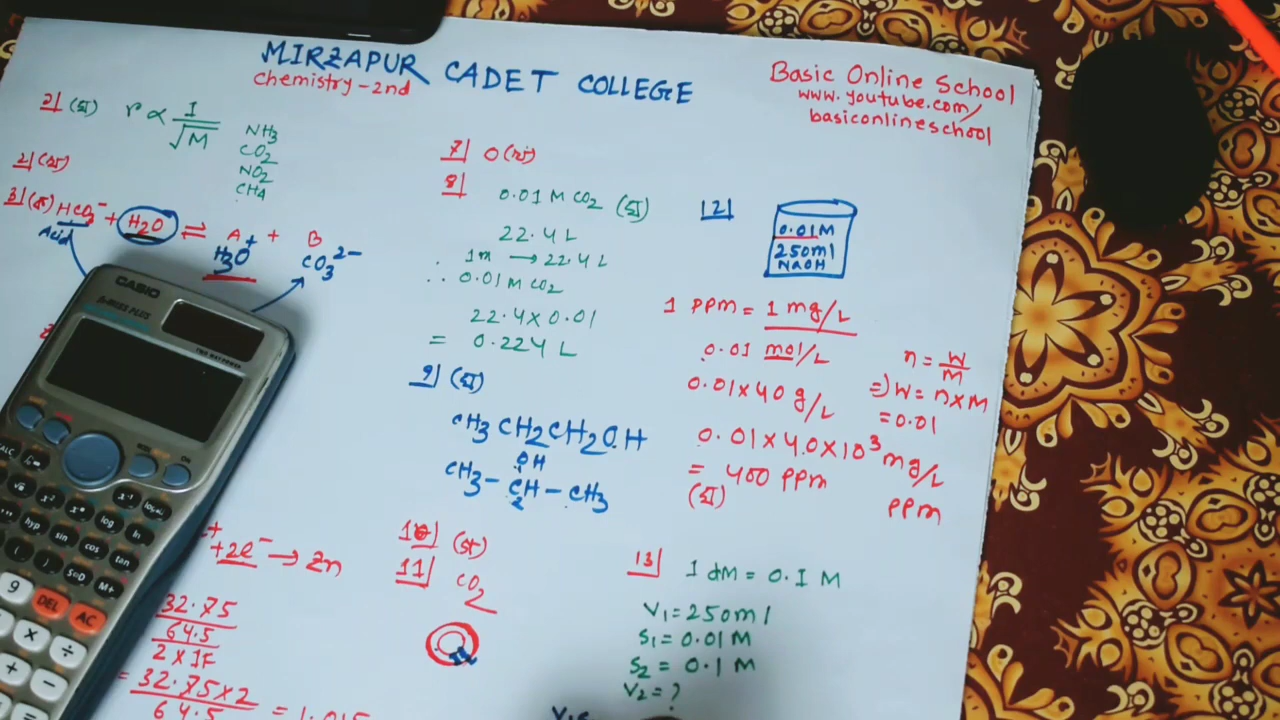 MIRZAPUR CADET COLLEGE
Chemistry-2nd
Basic Online School
www.youtube.com/
basiconlineschool
r ∝ 1/√M
NH3
CO2
NO2
CH4
3|
HCO3⁻ + H2O ⇌ A + B
Acid
H3O⁺
CO3²⁻
CASIO
+2e⁻ → Zn
32.75
64.5
2 x 1F
= 32.75 x 2
64.5
7|
8|
0.01 M CO2
22.4 L
1m → 22.4 L
∴ 0.01 M CO2
22.4 x 0.01
= 0.224 L
9|
CH3 CH2 CH2 O.H
OH
CH3 - CH - CH3
2
10|
11| CO2
12|
0.01M
250ml
NaOH
1 ppm = 1 mg/L
0.01 mol/L
0.01 x 40 g/L
0.01 x 40 x 10³ mg/L
= 400 ppm
n = W/M
=) W = n x M
= 0.01
ppm
13|
1 dM = 0.1 M
V1 = 250ml
S1 = 0.01 M
S2 = 0.1 M
V2 = ?